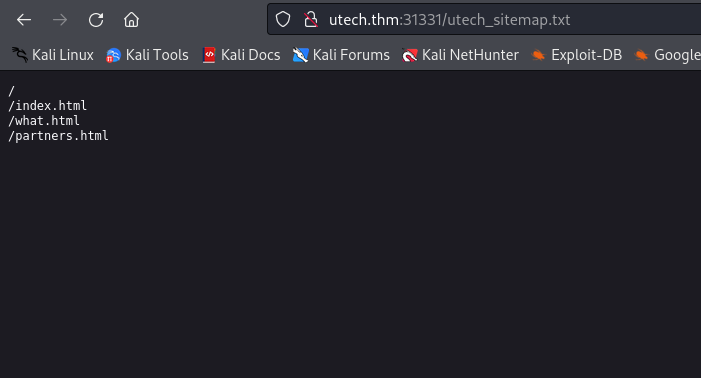 utech.thm:31331/utech_sitemap.txt
Kali Linux Kali Tools Kali Docs Kali Forums Kali NetHunter Exploit-DB Google
/
/index.html
/what.html
/partners.html